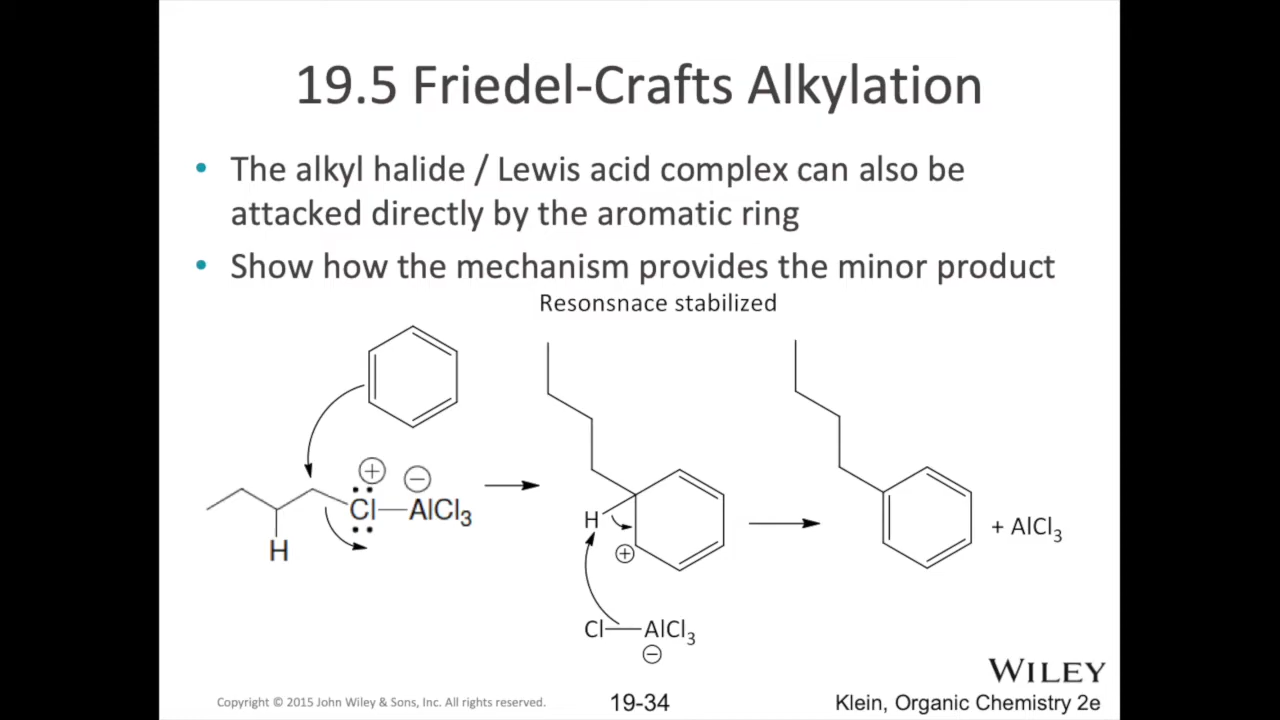 19.5 Friedel-Crafts Alkylation
• The alkyl halide / Lewis acid complex can also be
attacked directly by the aromatic ring
• Show how the mechanism provides the minor product
Resonsnace stabilized
+
−
Cl—AlCl₃
H
H
+
Cl—AlCl₃
−
+ AlCl₃
WILEY
Copyright © 2015 John Wiley & Sons, Inc. All rights reserved.
19-34
Klein, Organic Chemistry 2e